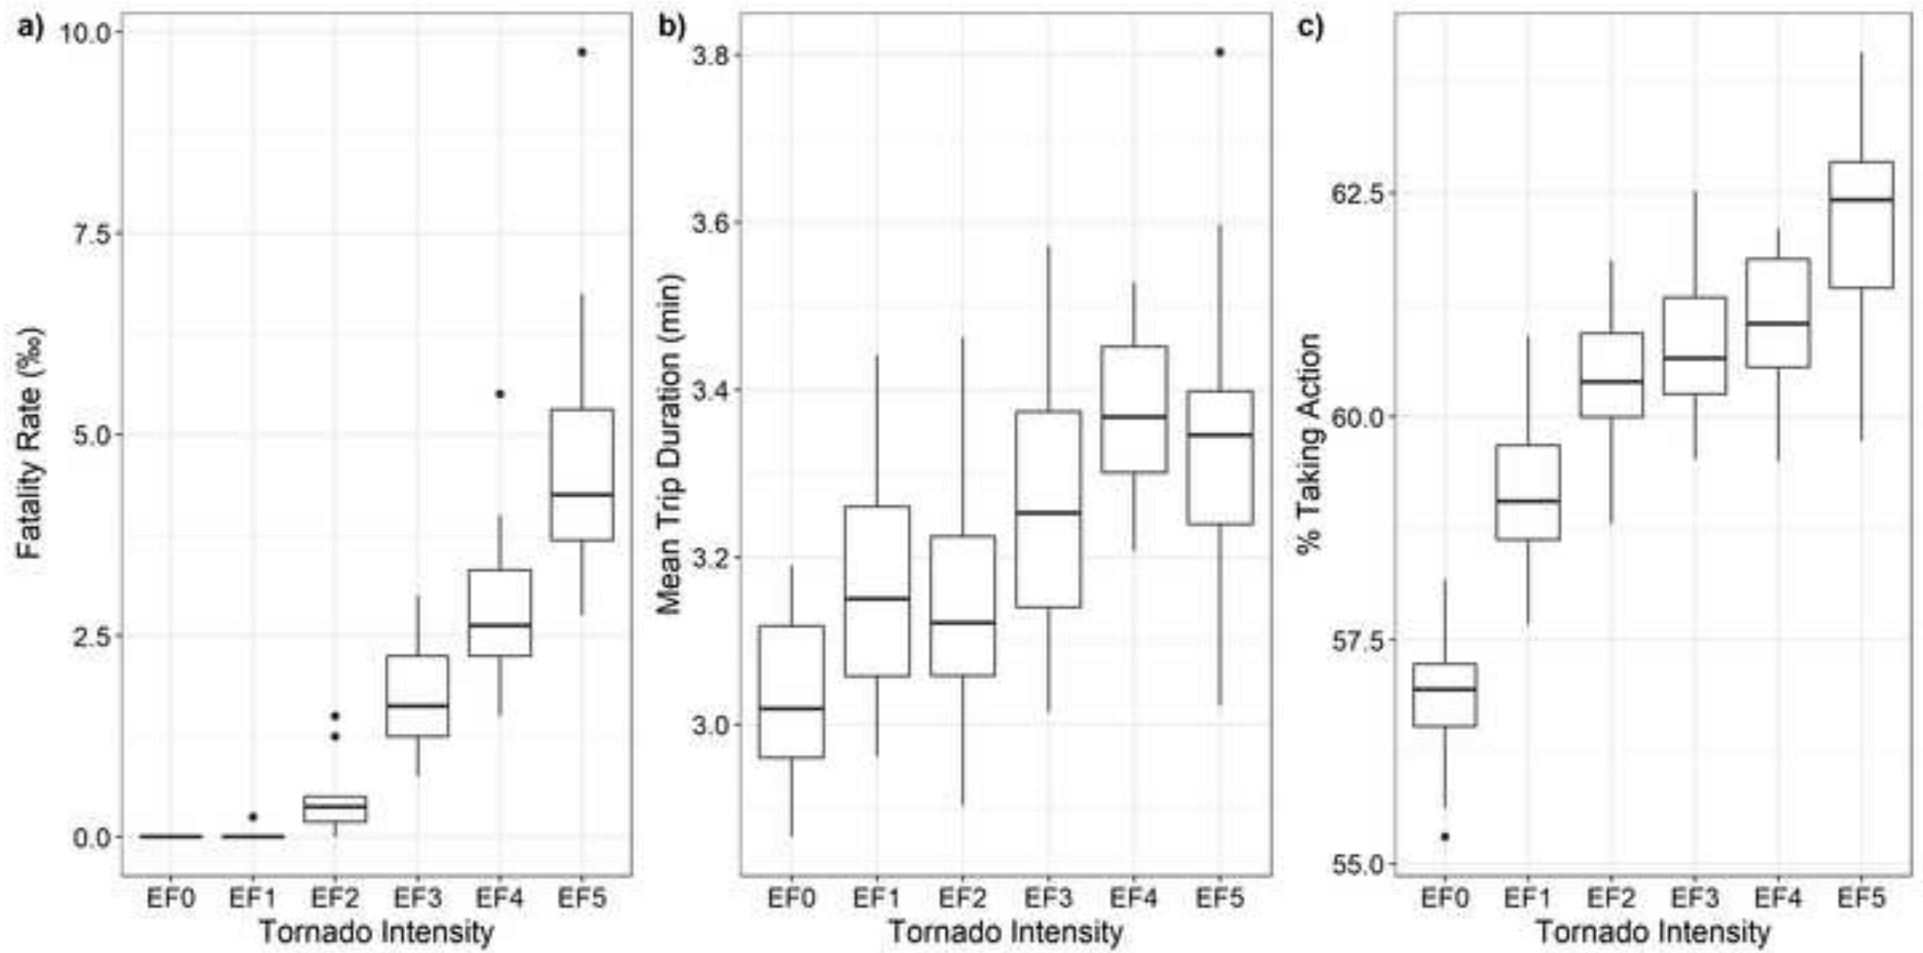 a)
10.0
7.5
5.0
2.5
0.0
Fatality Rate (‰)
EF0 EF1 EF2 EF3 EF4 EF5
Tornado Intensity
b)
3.8
3.6
3.4
3.2
3.0
Mean Trip Duration (min)
EF0 EF1 EF2 EF3 EF4 EF5
Tornado Intensity
c)
62.5
60.0
57.5
55.0
% Taking Action
EF0 EF1 EF2 EF3 EF4 EF5
Tornado Intensity